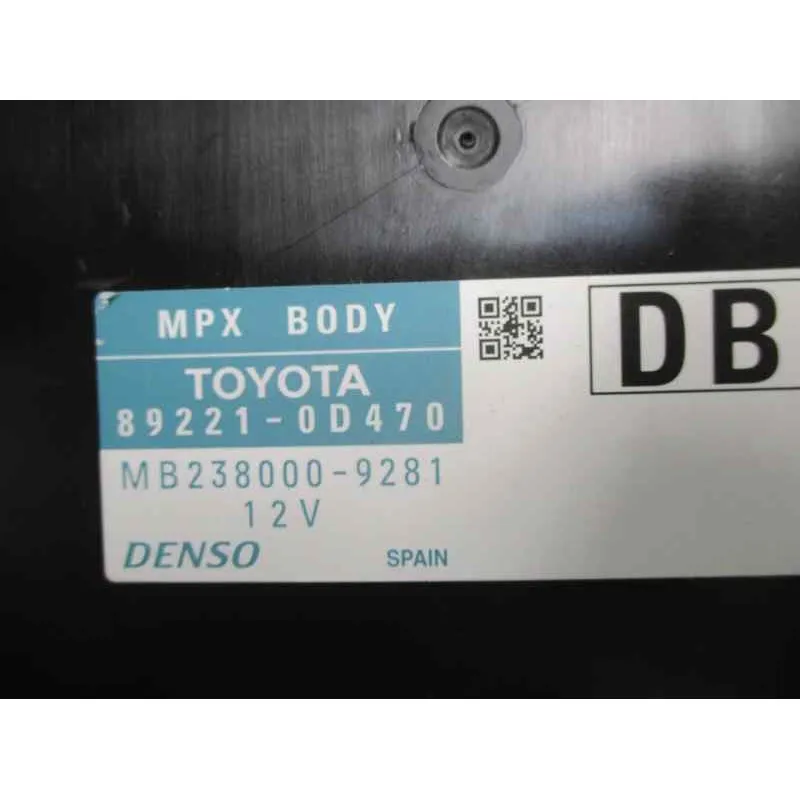 MPX BODY
TOYOTA
89221-0D470
MB238000-9281
12V
DENSO SPAIN
DB